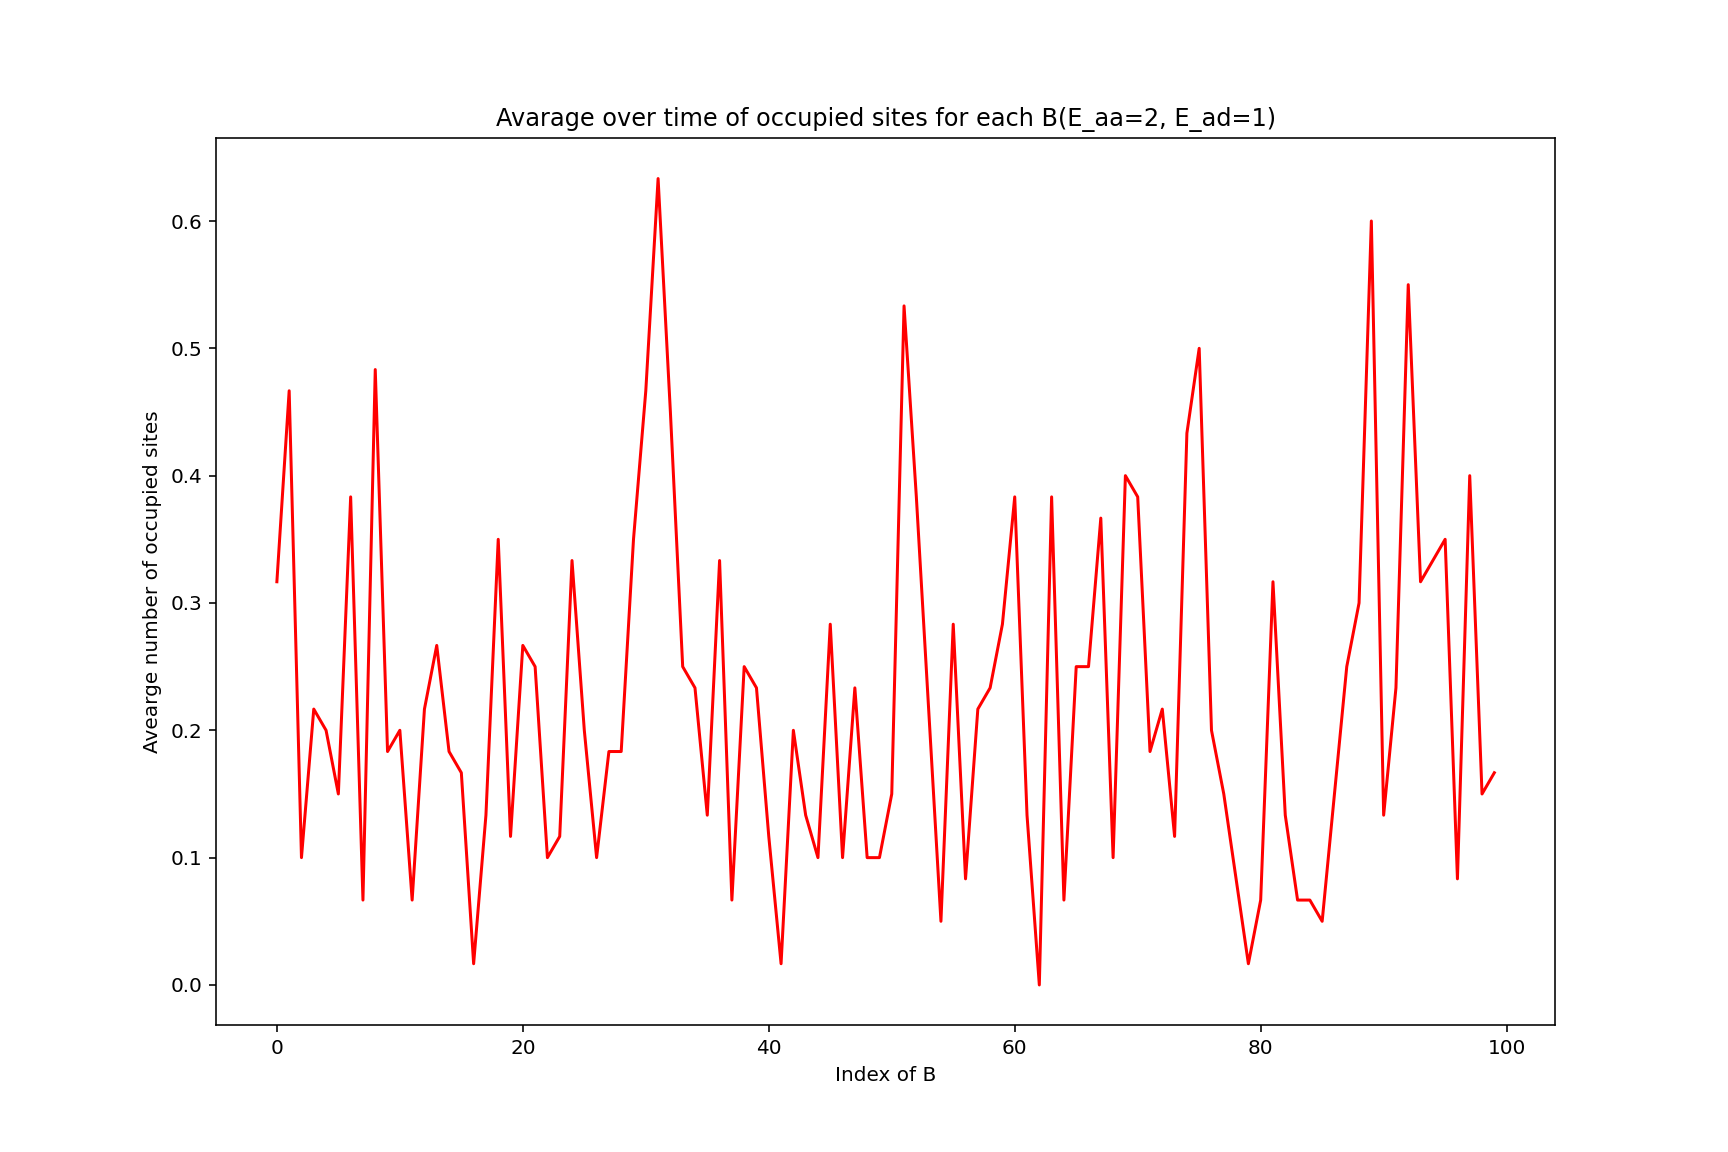 Avarage over time of occupied sites for each B(E_aa=2, E_ad=1)
Avearge number of occupied sites
0.6
0.5
0.4
0.3
0.2
0.1
0.0
0 20 40 60 80 100
Index of B